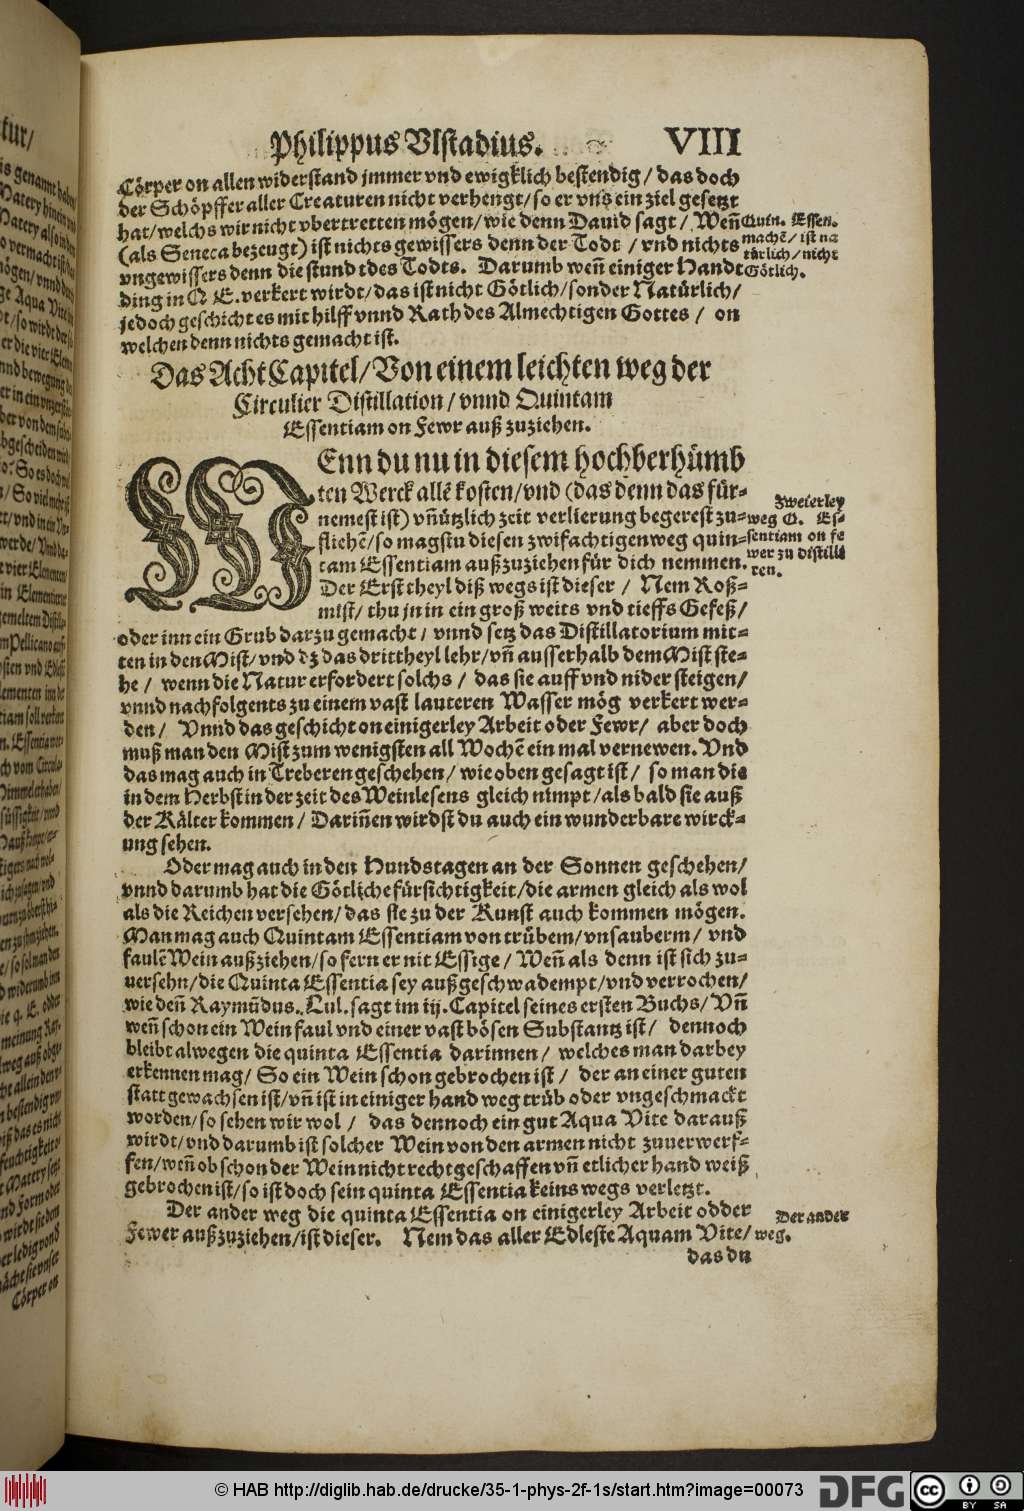 Philippus Vlstadius. VIII
Cörper on allen widerstand jmmer vnd ewigklich bestendig / das doch
der Schöpffer aller Creaturen nicht verhengt / so er vns ein ziel gesetzt
hat / welchs wir nicht vbertretten mögen / wie denn Dauid sagt / Weñ
(als Seneca bezeugt) ist nichts gewissers denn der Todt / vnd nichts
vngewissers denn die stund tdes Todts. Darumb weñ einiger Handt
ding in Q E. verkert wirdt / das ist nicht Götlich / sonder Natürlich /
jedoch geschicht es mit hilff vnnd Rath des Almechtigen Gottes / on
welchen denn nichts gemacht ist.
Quin. Essen.
machē / ist na
türlich / nicht
Götlich.
Das Acht Capitel / Von einem leichten weg der
Circulier Distillation / vnnd Quintam
Essentiam on Fewr auß zuziehen.
WEnn du nu in diesem hochberhümb
ten Werck allē kosten / vnd (das denn das für-
nemest ist) vñützlich zeit verlierung begerest zu-
fliehē / so magstu diesen zwifachtigen weg quin-
tam Essentiam auß zuziehen für dich nemmen.
Der Erst theyl diß wegs ist dieser / Nem Roß-
mist / thu jn in ein groß weits vnd tieffs Gefeß /
oder inn ein Grub darzu gemacht / vnnd setz das Distillatorium mit-
ten in den Mist / vnd dz das drittheyl lehr / vñ ausserhalb dem Mist ste-
he / wenn die Natur erfordert solchs / das sie auff vnd nider steigen /
vnnd nachfolgents zu einem vast lauteren Wasser mög verkert wer-
den / Vnnd das geschicht on einigerley Arbeit oder Fewr / aber doch
muß man den Mist zum wenigsten all Wochē ein mal vernewen. Vnd
das mag auch in Treberen geschehen / wie oben gesagt ist / so man die
in dem Herbst in der zeit des Weinlesens gleich nimpt / als bald sie auß
der Kälter kommen / Dariñen wirdst du auch ein wunderbare wirck-
ung sehen.
Zweierley
weg Q. Es-
sentiam on fe
wer zu distilli
ren.
Oder mag auch in den Hundstagen an der Sonnen geschehen /
vnnd darumb hat die Götliche fürsichtigkeit / die armen gleich als wol
als die Reichen versehen / das sie zu der Kunst auch kommen mögen.
Man mag auch Quintam Essentiam von trübem / vnsauberm / vnd
faulē Wein außziehen / so fern er nit Essige / Weñ als denn ist sich zu-
uersehn / die Quinta Essentia sey außgeschwadempt / vnd verrochen /
wie deñ Raymũdus. Lul. sagt im iij. Capitel seines ersten Buchs / Vñ
weñ schon ein Wein faul vnd einer vast bösen Substantz ist / dennoch
bleibt alwegen die quinta Essentia darinnen / welches man darbey
erkennen mag / So ein Wein schon gebrochen ist / der an einer guten
statt gewachsen ist / vñ ist in einiger hand weg trüb oder vngeschmackt
worden / so sehen wir wol / das dennoch ein gut Aqua Vite darauß
wirdt / vnd darumb ist solcher Wein von den armen nicht zuuerwerf-
fen / weñ ob schon der Wein nicht recht geschaffen vñ etlicher hand weiß
gebrochen ist / so ist doch sein quinta Essentia keins wegs verletzt.
Der ander weg die quinta Essentia on einigerley Arbeit odder
Fewer auß zuziehen / ist dieser. Nem das aller Edleste Aquam Vite /
das du
Der ander
weg.
© HAB http://diglib.hab.de/drucke/35-1-phys-2f-1s/start.htm?image=00073
DFG
cc
BY SA